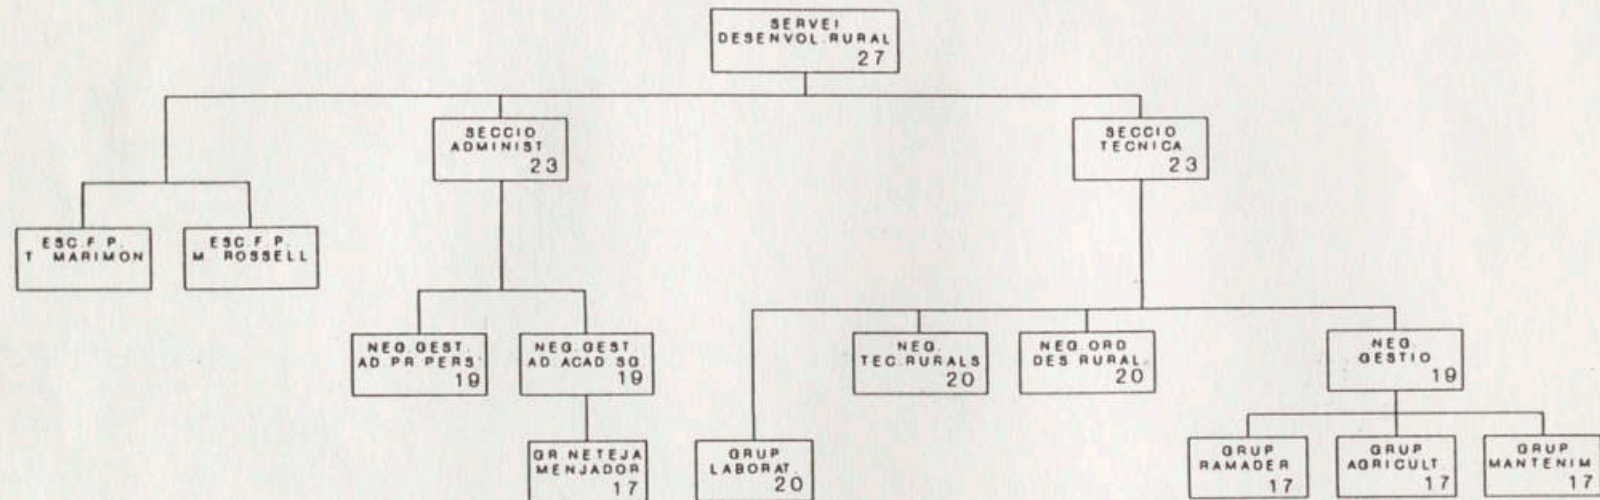 SERVEI
DESENVOL.RURAL
27
SECCIO
ADMINIST
23
SECCIO
TECNICA
23
ESC.F.P.
T. MARIMON
ESC.F.P.
M. ROSSELL
NEG.GEST.
AD.PR.PERS.
19
NEG.GEST.
AD.ACAD.SG.
19
NEG.
TEC.RURALS
20
NEG.ORD
DES RURAL.
20
NEG.
GESTIO
19
GR.NETEJA
MENJADOR
17
GRUP
LABORAT.
20
GRUP
RAMADER
17
GRUP
AGRICULT.
17
GRUP
MANTENIM
17